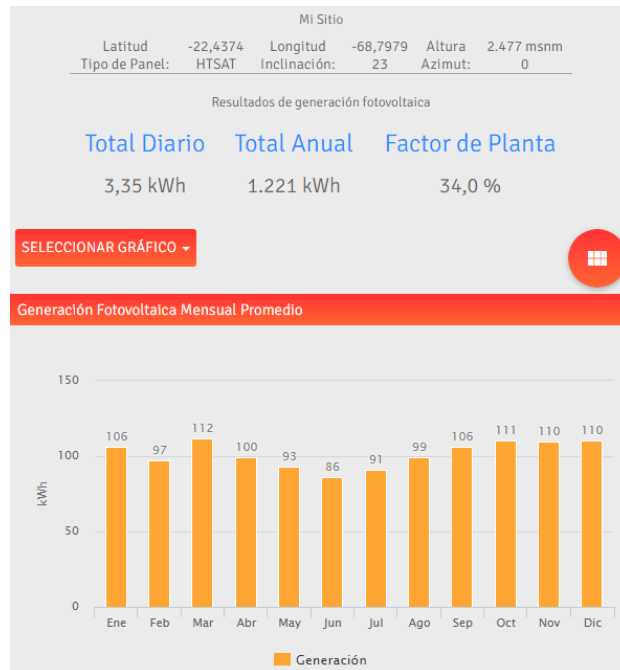 Mi Sitio
Latitud -22,4374 Longitud -68,7979 Altura 2.477 msnm
Tipo de Panel: HTSAT Inclinación: 23 Azimut: 0
Resultados de generación fotovoltaica
Total Diario Total Anual Factor de Planta
3,35 kWh 1.221 kWh 34,0 %
SELECCIONAR GRÁFICO
Generación Fotovoltaica Mensual Promedio
150
106 97 112 100 93 86 91 99 106 111 110 110
100
kWh
50
0
Ene Feb Mar Abr May Jun Jul Ago Sep Oct Nov Dic
Generación